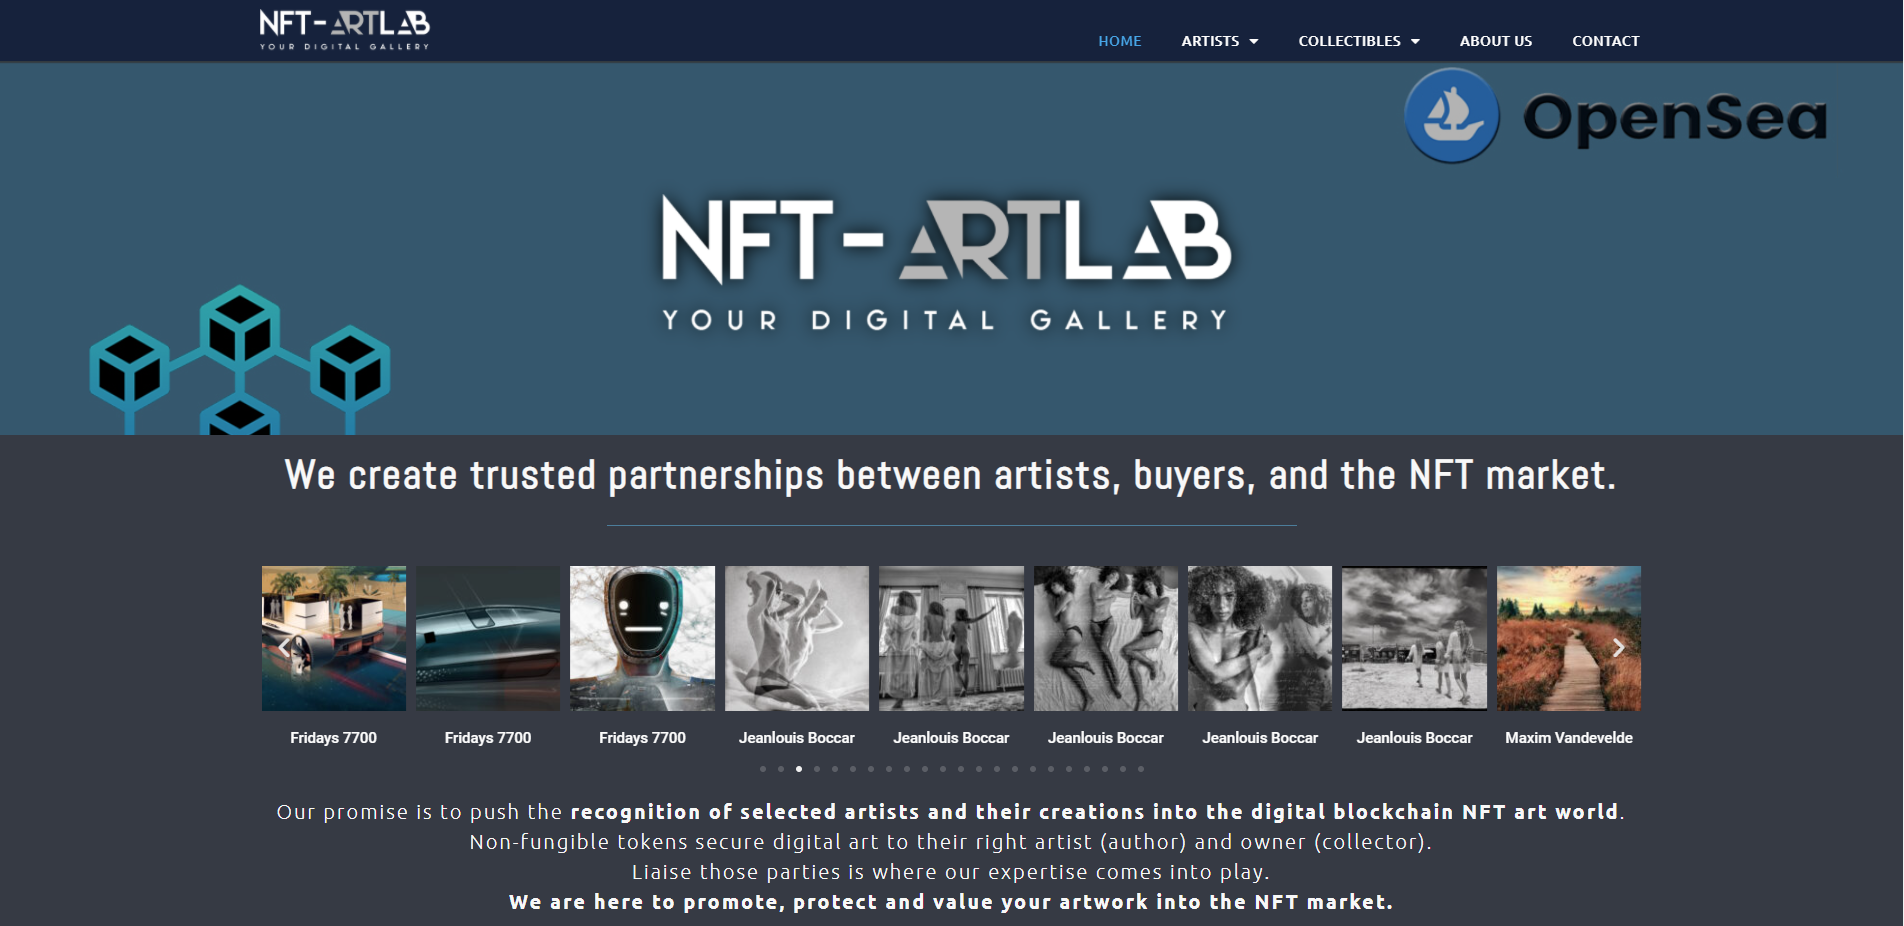 NFT-ARTLAB
YOUR DIGITAL GALLERY
HOME
ARTISTS
COLLECTIBLES
ABOUT US
CONTACT
OpenSea
NFT-ARTLAB
YOUR DIGITAL GALLERY
We create trusted partnerships between artists, buyers, and the NFT market.
Fridays 7700
Fridays 7700
Fridays 7700
Jeanlouis Boccar
Jeanlouis Boccar
Jeanlouis Boccar
Jeanlouis Boccar
Jeanlouis Boccar
Maxim Vandevelde
Our promise is to push the recognition of selected artists and their creations into the digital blockchain NFT art world.
Non-fungible tokens secure digital art to their right artist (author) and owner (collector).
Liaise those parties is where our expertise comes into play.
We are here to promote, protect and value your artwork into the NFT market.